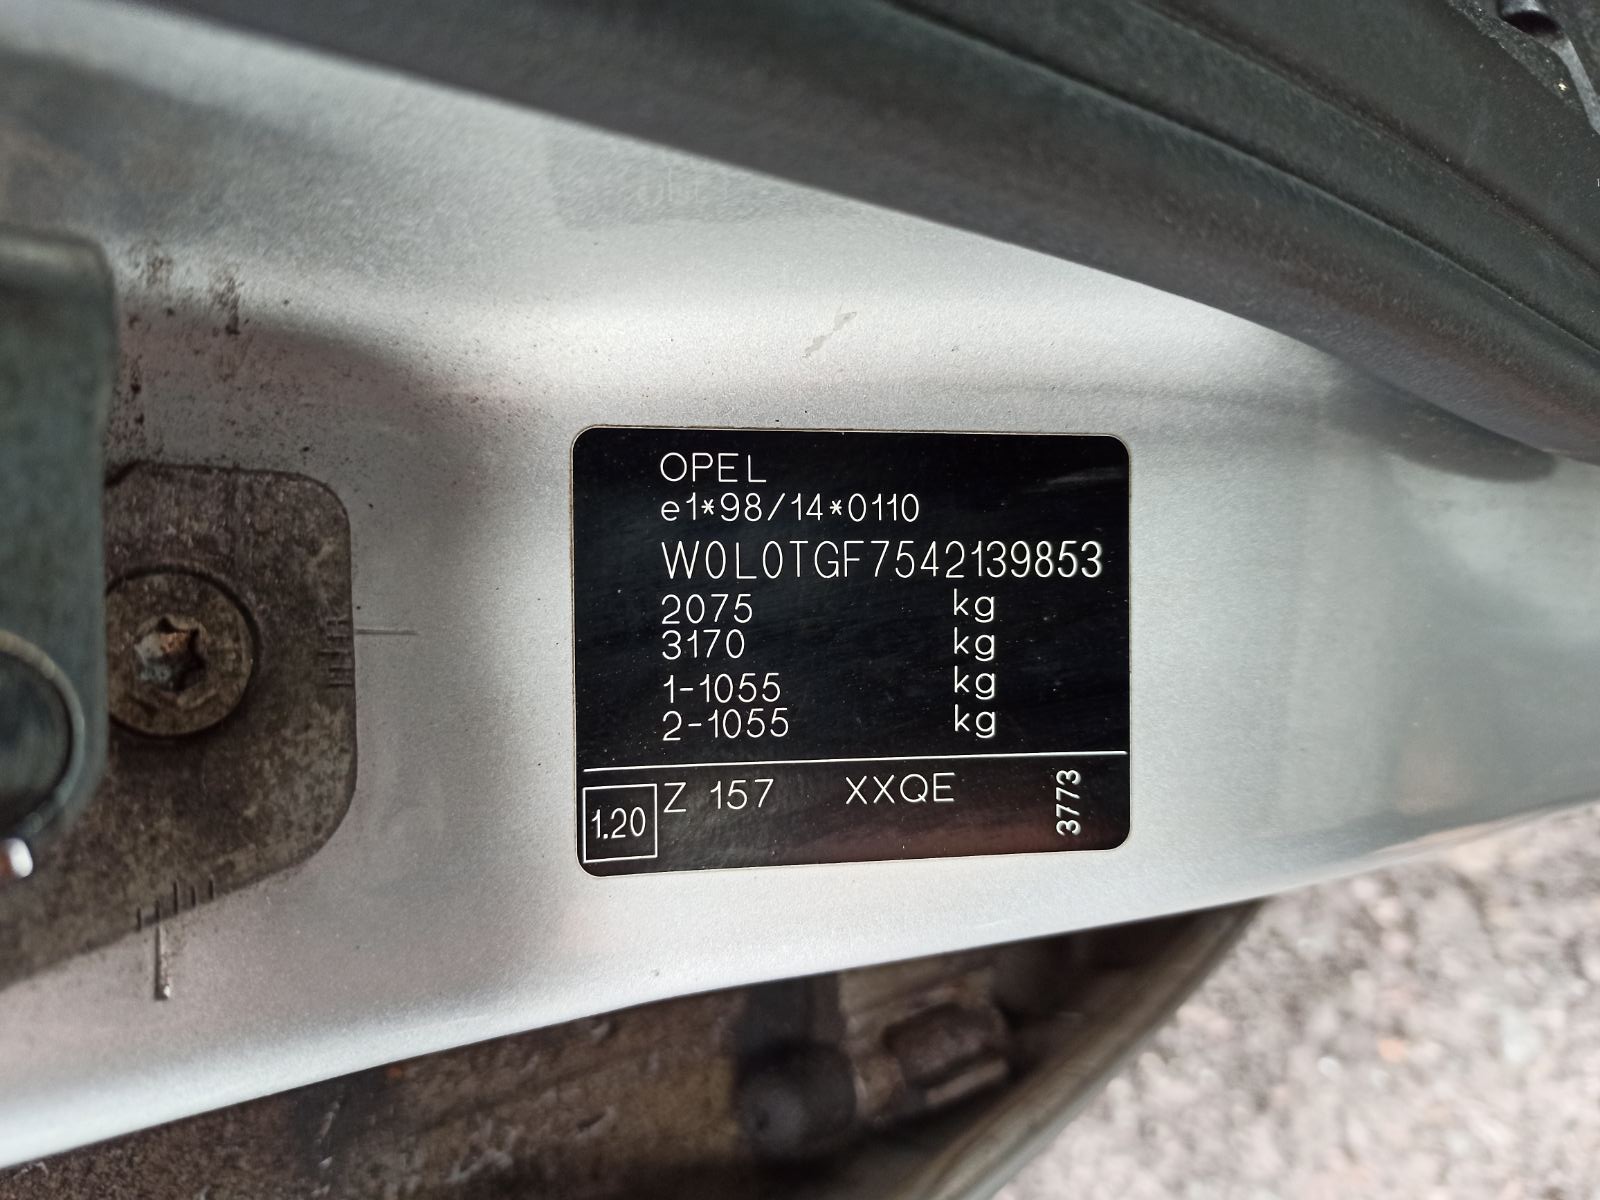 OPEL
e1*98/14*0110
W0L0TGF7542139853
2075 kg
3170 kg
1-1055 kg
2-1055 kg
1.20 Z 157 XXQE 3773